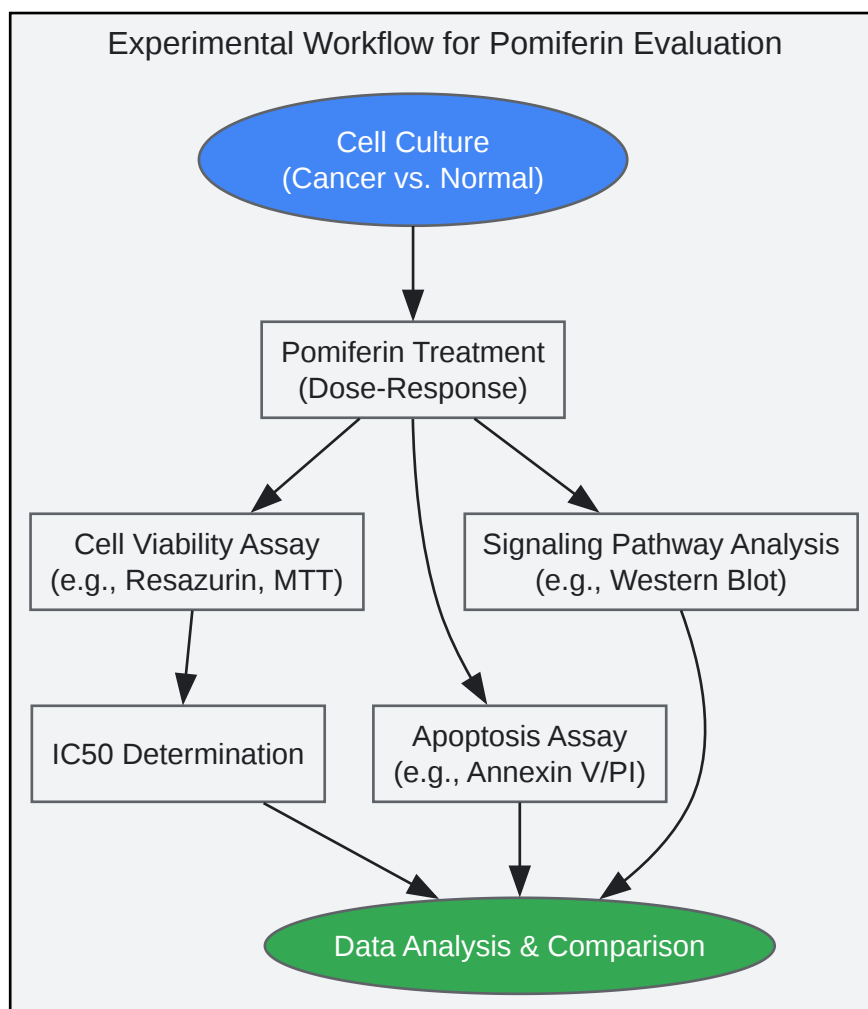 Experimental Workflow for Pomiferin Evaluation
Cell Culture
(Cancer vs. Normal)
Pomiferin Treatment
(Dose-Response)
Cell Viability Assay
(e.g., Resazurin, MTT)
Signaling Pathway Analysis
(e.g., Western Blot)
IC50 Determination
Apoptosis Assay
(e.g., Annexin V/PI)
Data Analysis & Comparison